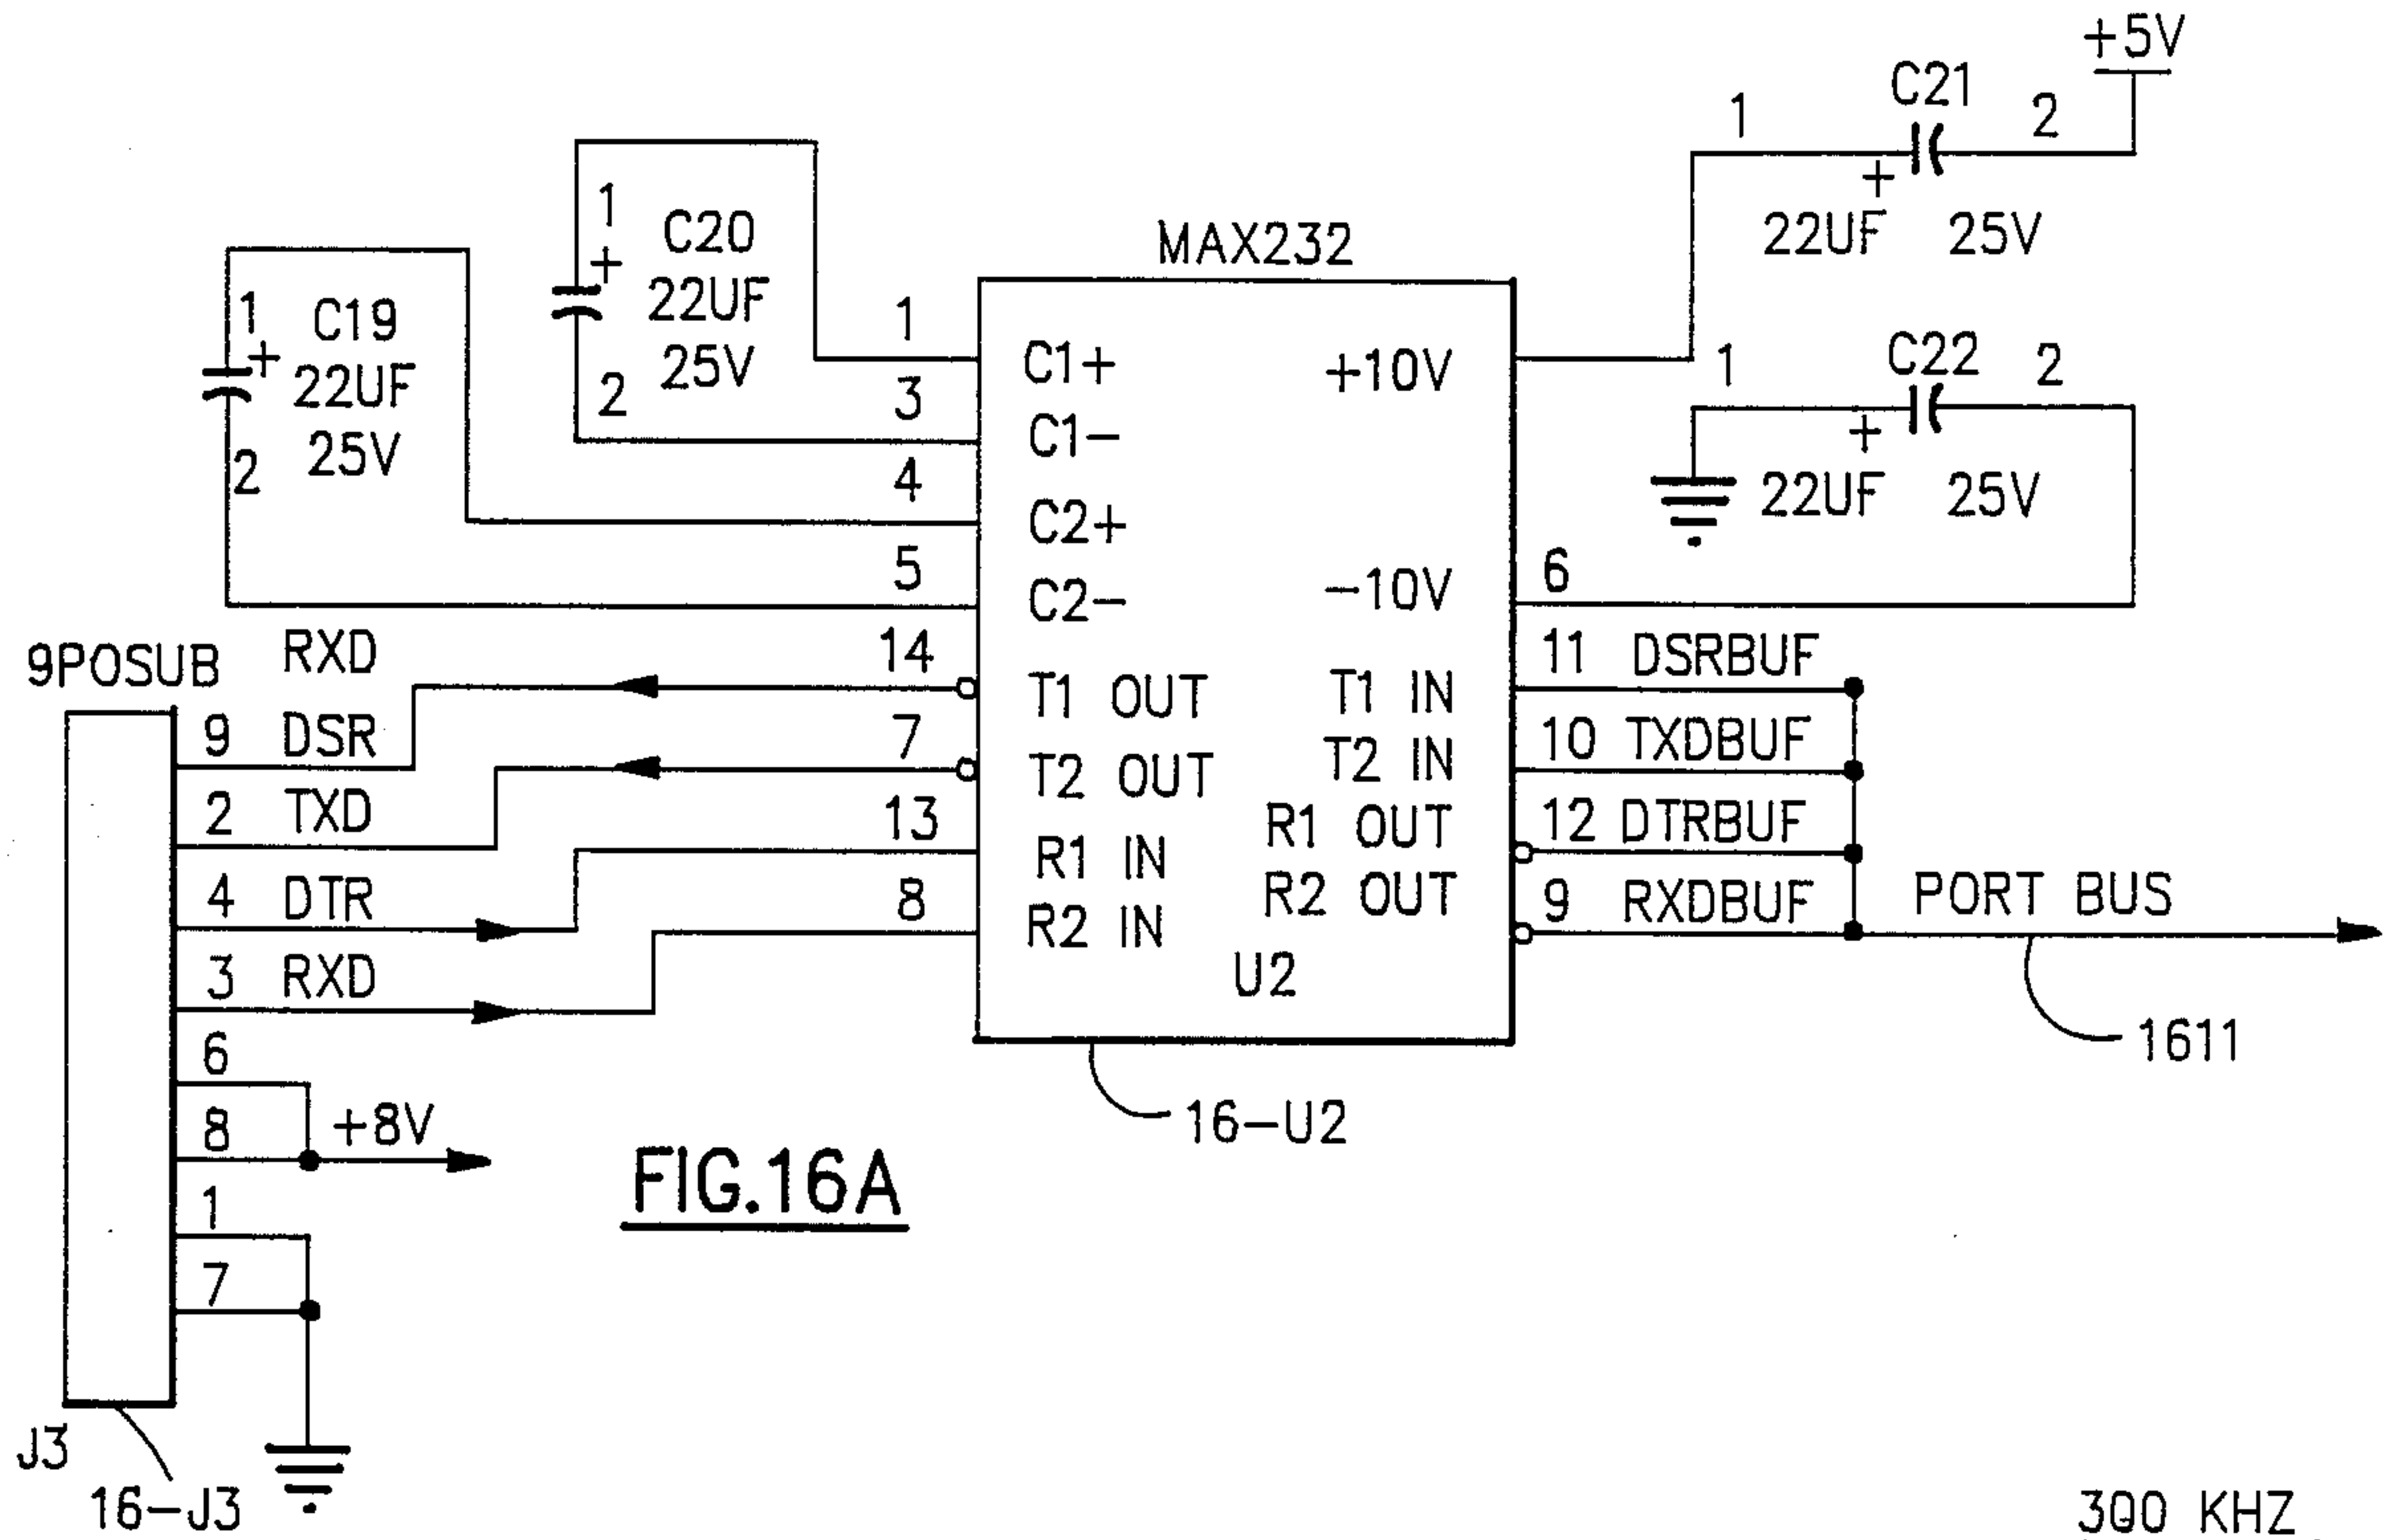 +5V
1 C21 2
+
22UF 25V
1
+
C20
22UF
25V
2
1
+
C19
22UF
25V
2
MAX232
1 C22 2
+
22UF 25V
1 C1+ +10V
3 C1-
4 C2+
5 C2- -10V 6
9POSUB RXD 14 T1 OUT T1 IN 11 DSRBUF
9 DSR 7 T2 OUT T2 IN 10 TXDBUF
2 TXD 13 R1 IN R1 OUT 12 DTRBUF
4 DTR 8 R2 IN R2 OUT 9 RXDBUF PORT BUS
3 RXD U2
1611
6
8 +8V
16-U2
1
7
FIG.16A
J3
16-J3
300 KHZ